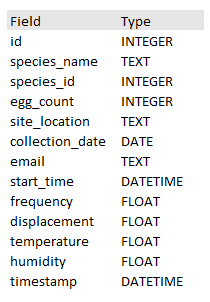 Field Type
id INTEGER
species_name TEXT
species_id INTEGER
egg_count INTEGER
site_location TEXT
collection_date DATE
email TEXT
start_time DATETIME
frequency FLOAT
displacement FLOAT
temperature FLOAT
humidity FLOAT
timestamp DATETIME